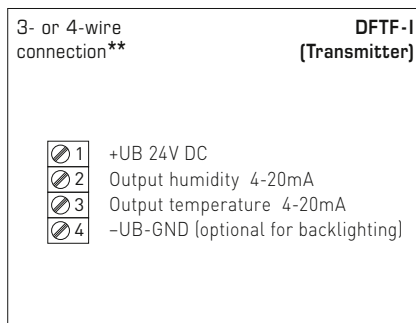 3- or 4-wire
connection**
DFTF-I
(Transmitter)
1 +UB 24V DC
2 Output humidity 4-20mA
3 Output temperature 4-20mA
4 –UB-GND (optional for backlighting)